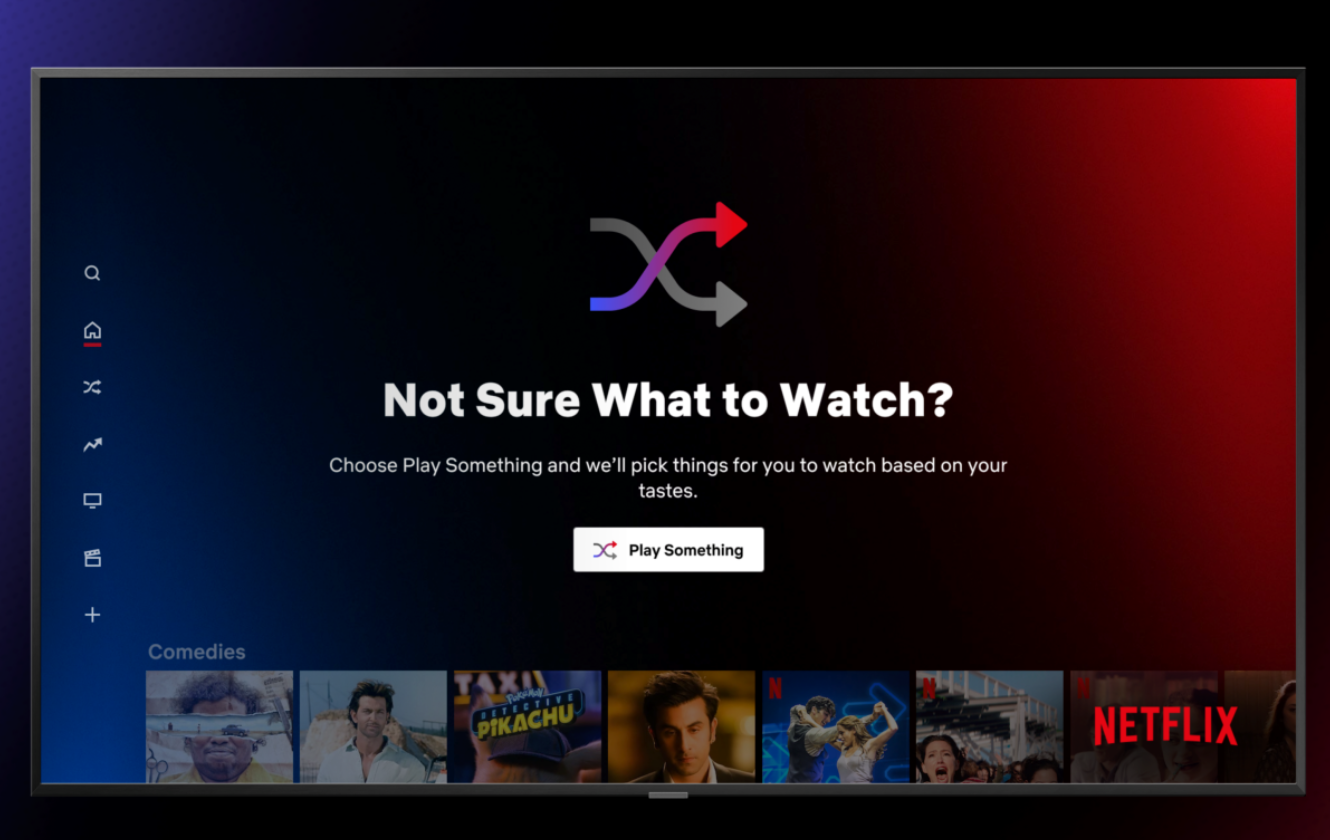 Not Sure What to Watch?
Choose Play Something and we’ll pick things for you to watch based on your
tastes.
Play Something
Comedies
TAXI
POKÉMON
DETECTIVE
PIKACHU
N
N
N
NETFLIX